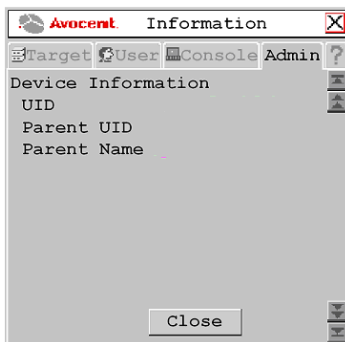 Avocent. Information X
Target User Console Admin ?
Device Information
UID
Parent UID
Parent Name
Close